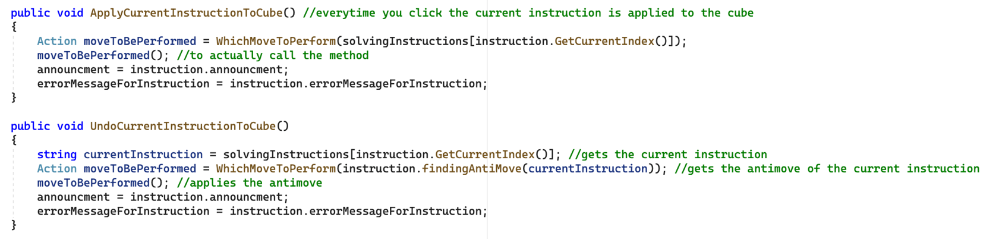 public void ApplyCurrentInstructionToCube() //everytime you click the current instruction is applied to the cube
{
    Action moveToBePerformed = WhichMoveToPerform(solvingInstructions[instruction.GetCurrentIndex()]);
    moveToBePerformed(); //to actually call the method
    announcment = instruction.announcment;
    errorMessageForInstruction = instruction.errorMessageForInstruction;
}

public void UndoCurrentInstructionToCube()
{
    string currentInstruction = solvingInstructions[instruction.GetCurrentIndex()]; //gets the current instruction
    Action moveToBePerformed = WhichMoveToPerform(instruction.findingAntiMove(currentInstruction)); //gets the antimove of the current instruction
    moveToBePerformed(); //applies the antimove
    announcment = instruction.announcment;
    errorMessageForInstruction = instruction.errorMessageForInstruction;
}